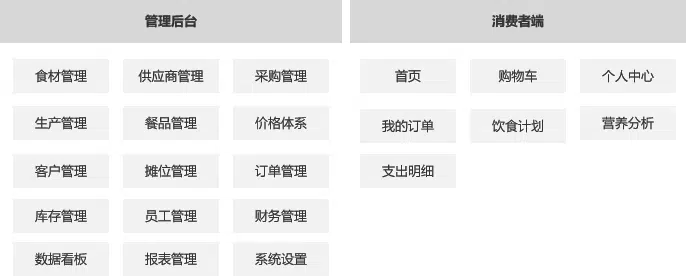 管理后台
食材管理 供应商管理 采购管理
生产管理 餐品管理 价格体系
客户管理 摊位管理 订单管理
库存管理 员工管理 财务管理
数据看板 报表管理 系统设置
消费者端
首页 购物车 个人中心
我的订单 饮食计划 营养分析
支出明细